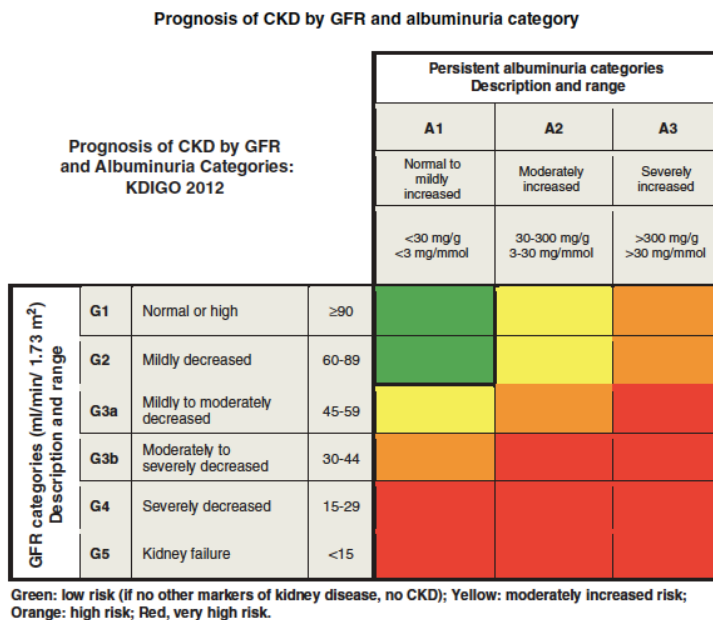 Prognosis of CKD by GFR and albuminuria category
Prognosis of CKD by GFR
and Albuminuria Categories:
KDIGO 2012
Persistent albuminuria categories
Description and range
A1
A2
A3
Normal to
mildly
increased
Moderately
increased
Severely
increased
<30 mg/g
<3 mg/mmol
30-300 mg/g
3-30 mg/mmol
>300 mg/g
>30 mg/mmol
GFR categories (ml/min/ 1.73 m²)
Description and range
G1
Normal or high
≥90
G2
Mildly decreased
60-89
G3a
Mildly to moderately
decreased
45-59
G3b
Moderately to
severely decreased
30-44
G4
Severely decreased
15-29
G5
Kidney failure
<15
Green: low risk (if no other markers of kidney disease, no CKD); Yellow: moderately increased risk;
Orange: high risk; Red, very high risk.